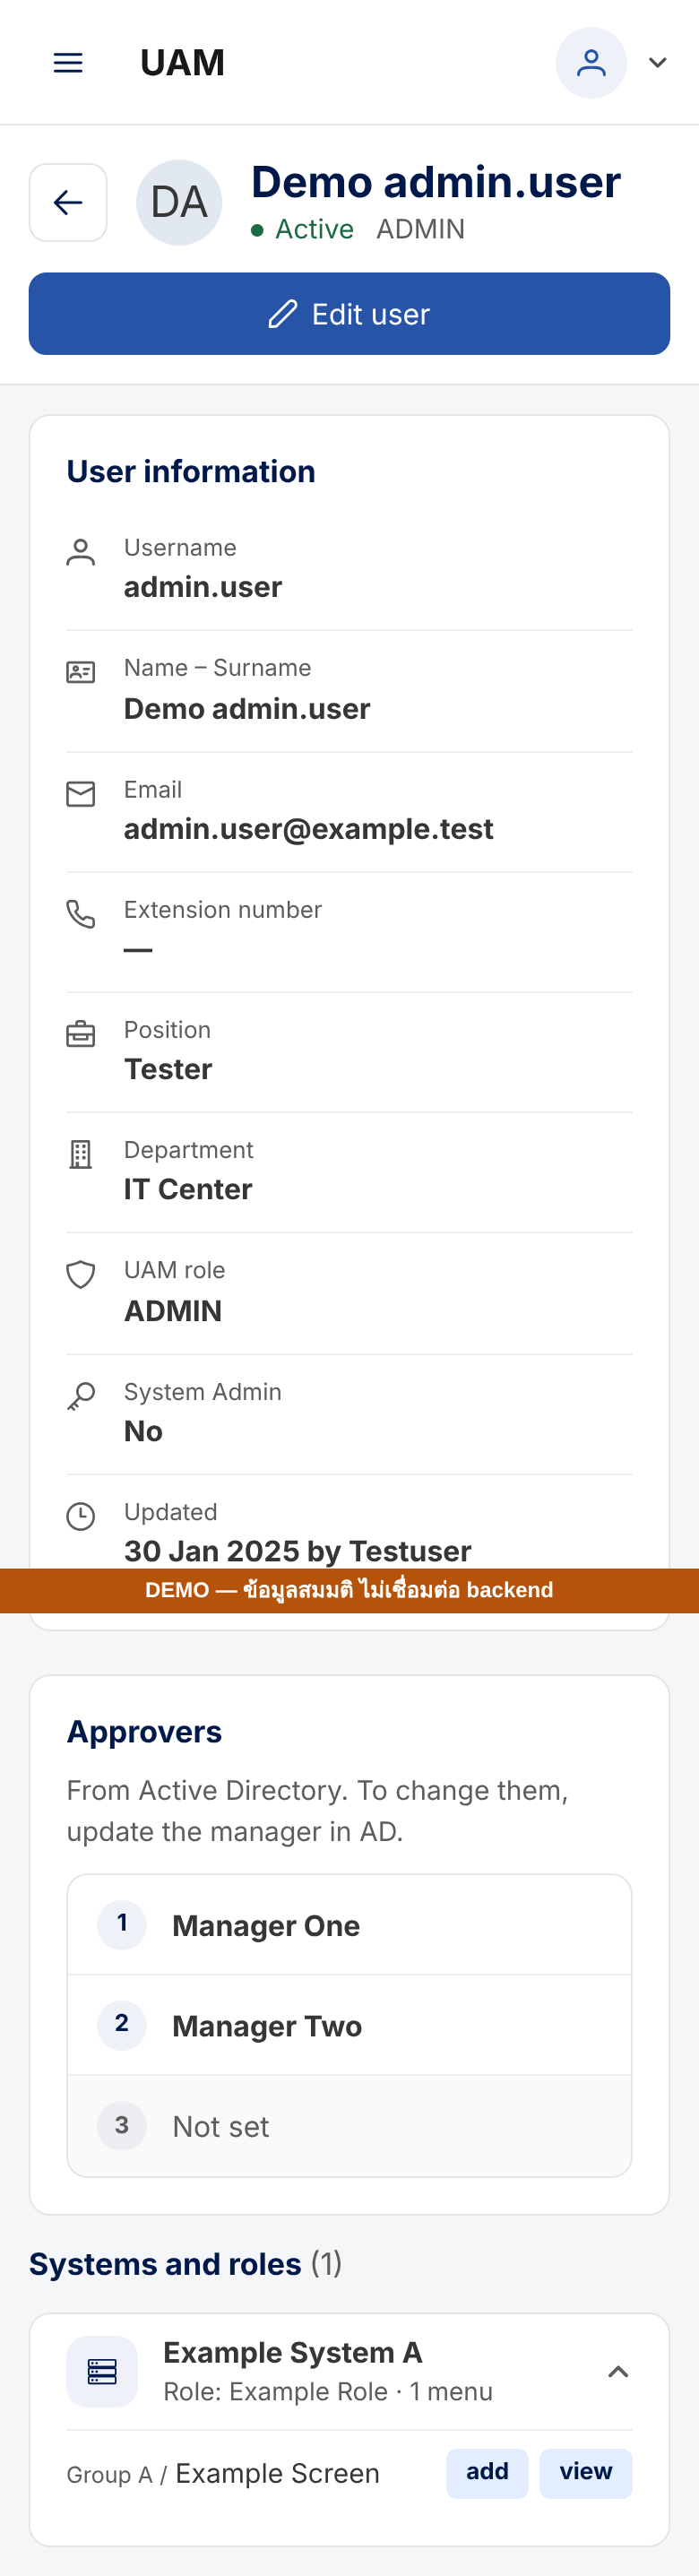 UAM
DA
Demo admin.user
Active ADMIN
Edit user
User information
Username
admin.user
Name – Surname
Demo admin.user
Email
admin.user@example.test
Extension number
—
Position
Tester
Department
IT Center
UAM role
ADMIN
System Admin
No
Updated
30 Jan 2025 by Testuser
DEMO — ข้อมูลสมมติ ไม่เชื่อมต่อ backend
Approvers
From Active Directory. To change them,
update the manager in AD.
1 Manager One
2 Manager Two
3 Not set
Systems and roles (1)
Example System A
Role: Example Role · 1 menu
Group A / Example Screen add view